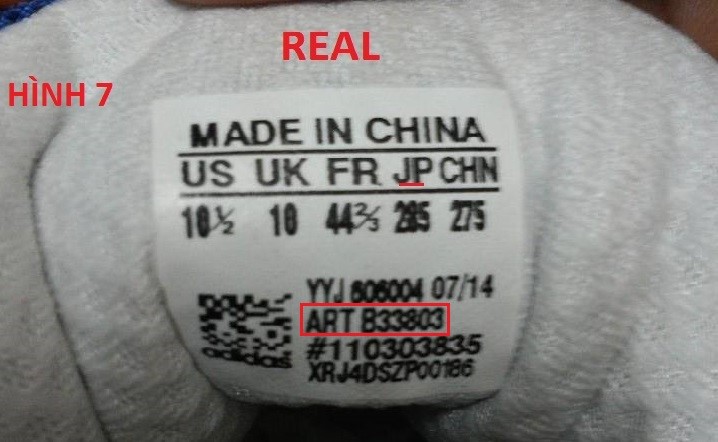 REAL
HÌNH 7
MADE IN CHINA
US UK FR JP CHN
10½ 10 44⅔ 285 275
YYJ 606004 07/14
ART B33803
#110303835
XRJ4DSZP00186
adidas